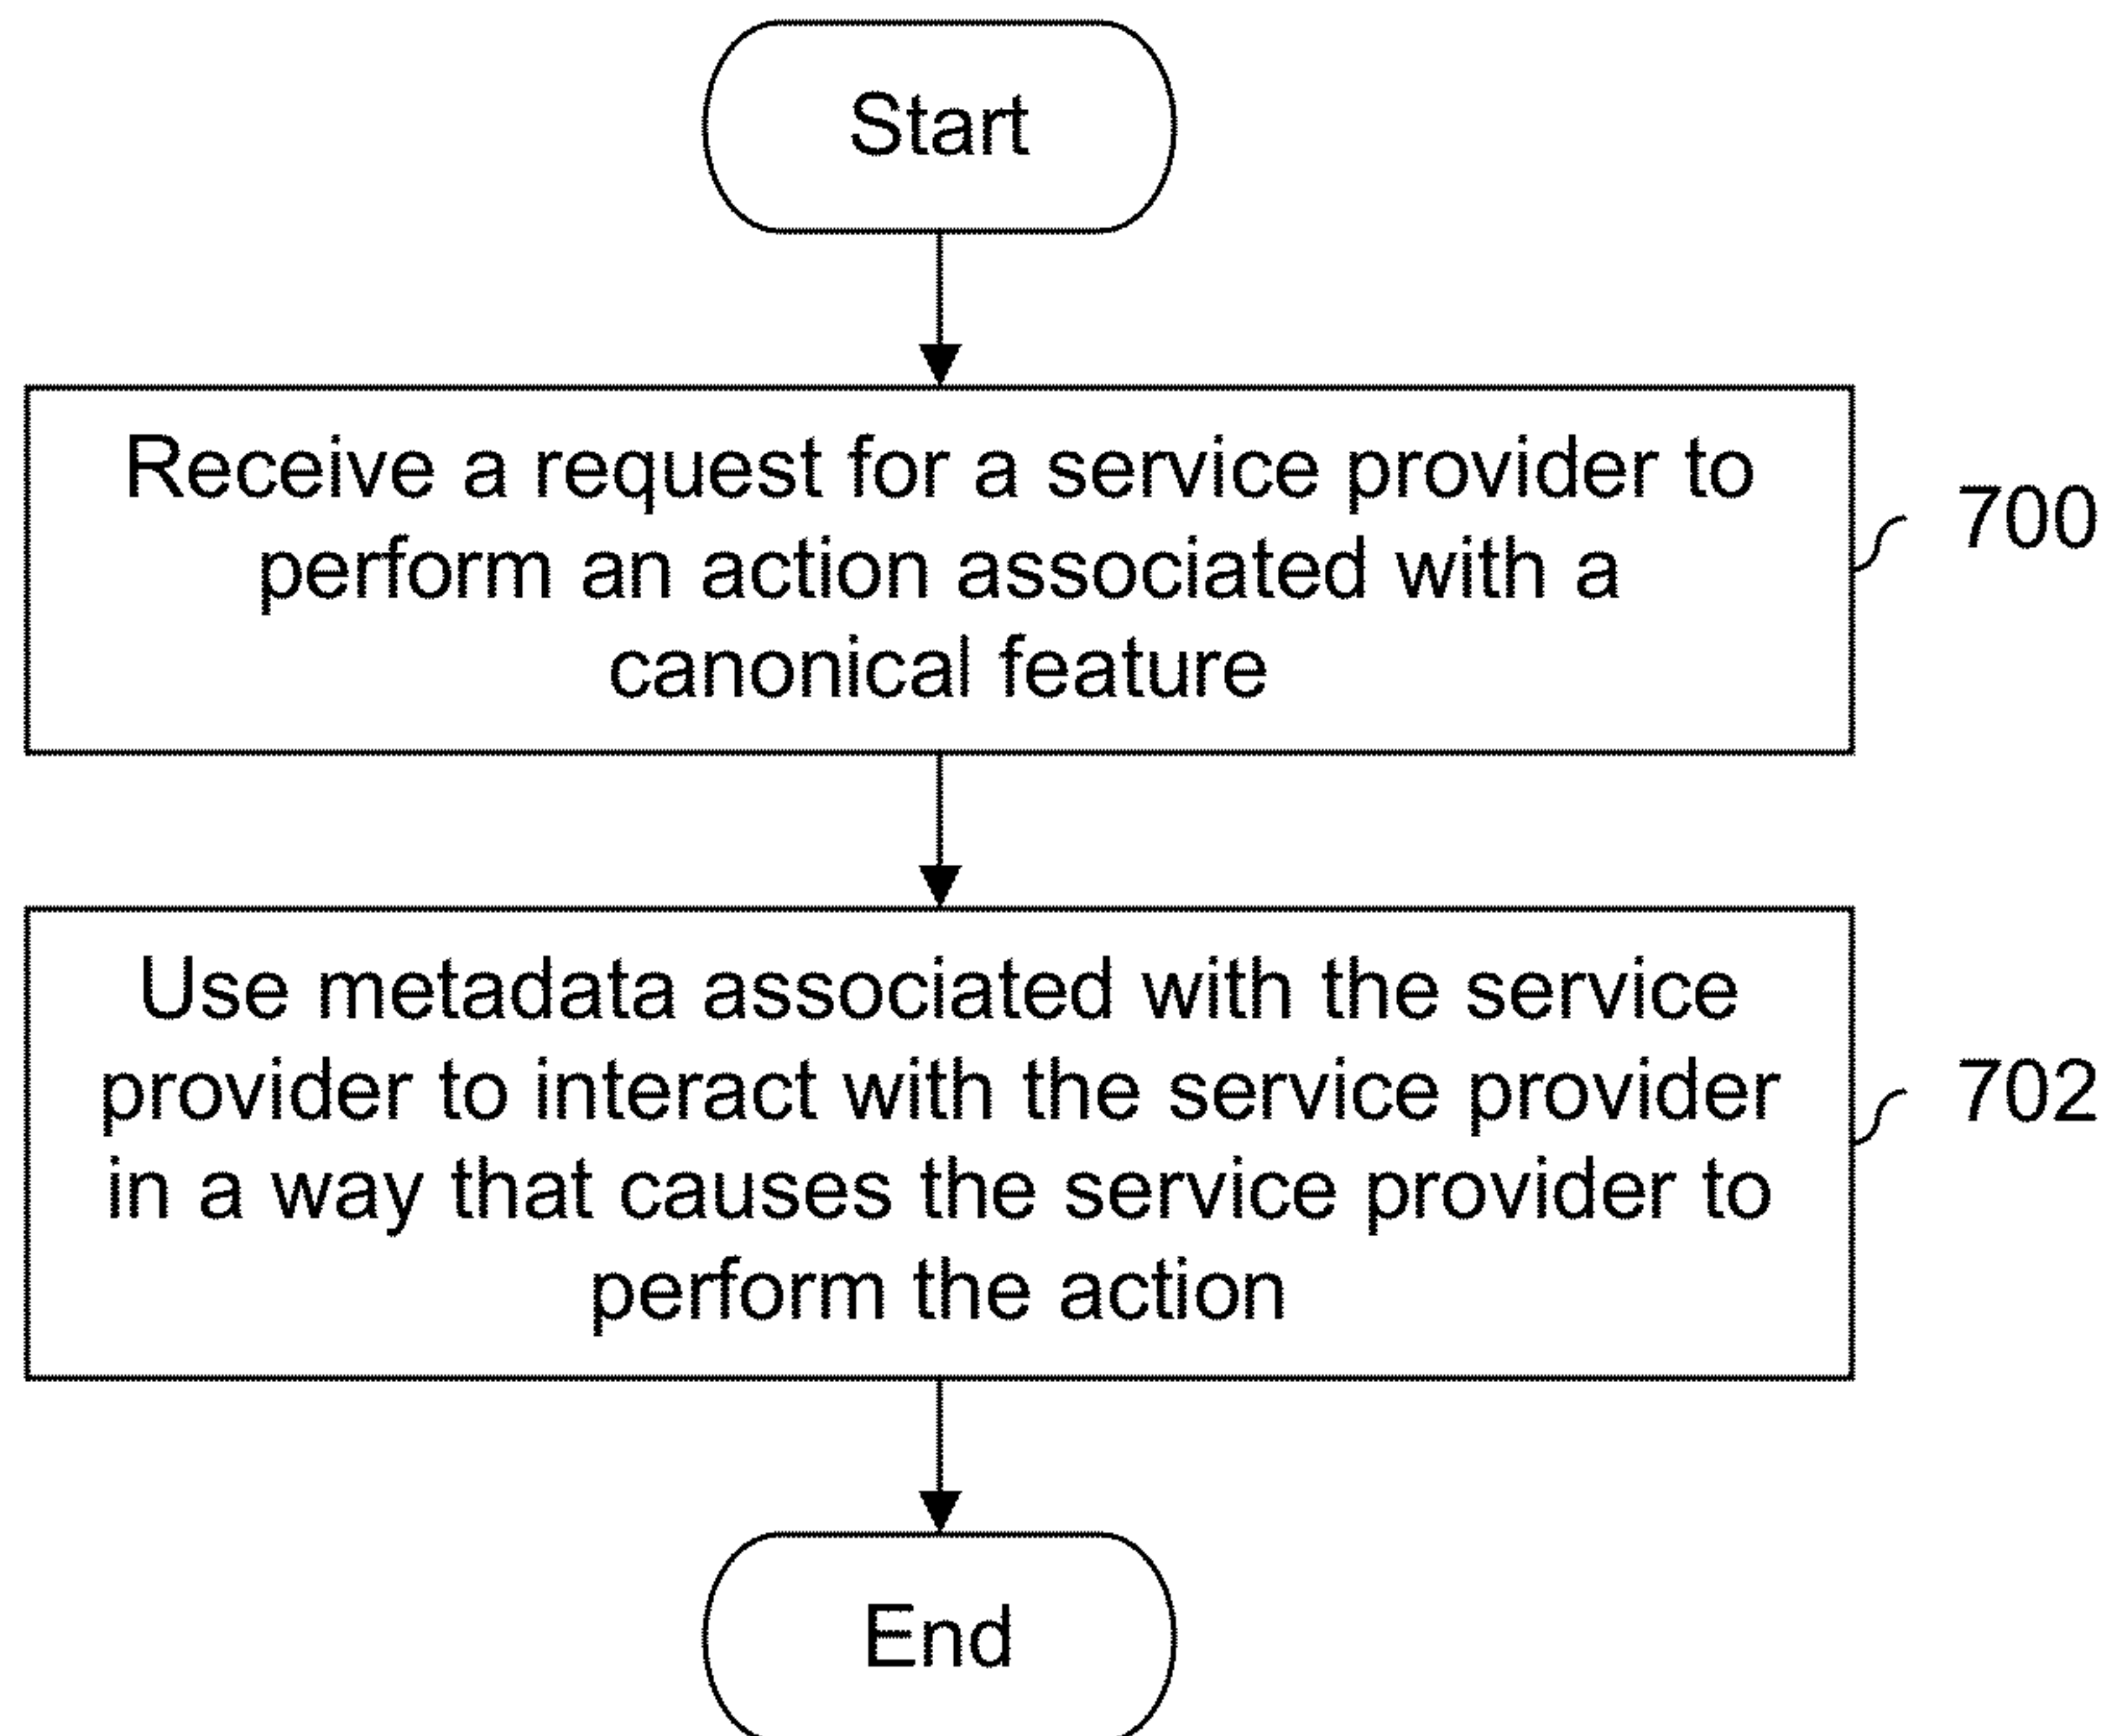 Start
Receive a request for a service provider to
perform an action associated with a
canonical feature
700
Use metadata associated with the service
provider to interact with the service provider
in a way that causes the service provider to
perform the action
702
End